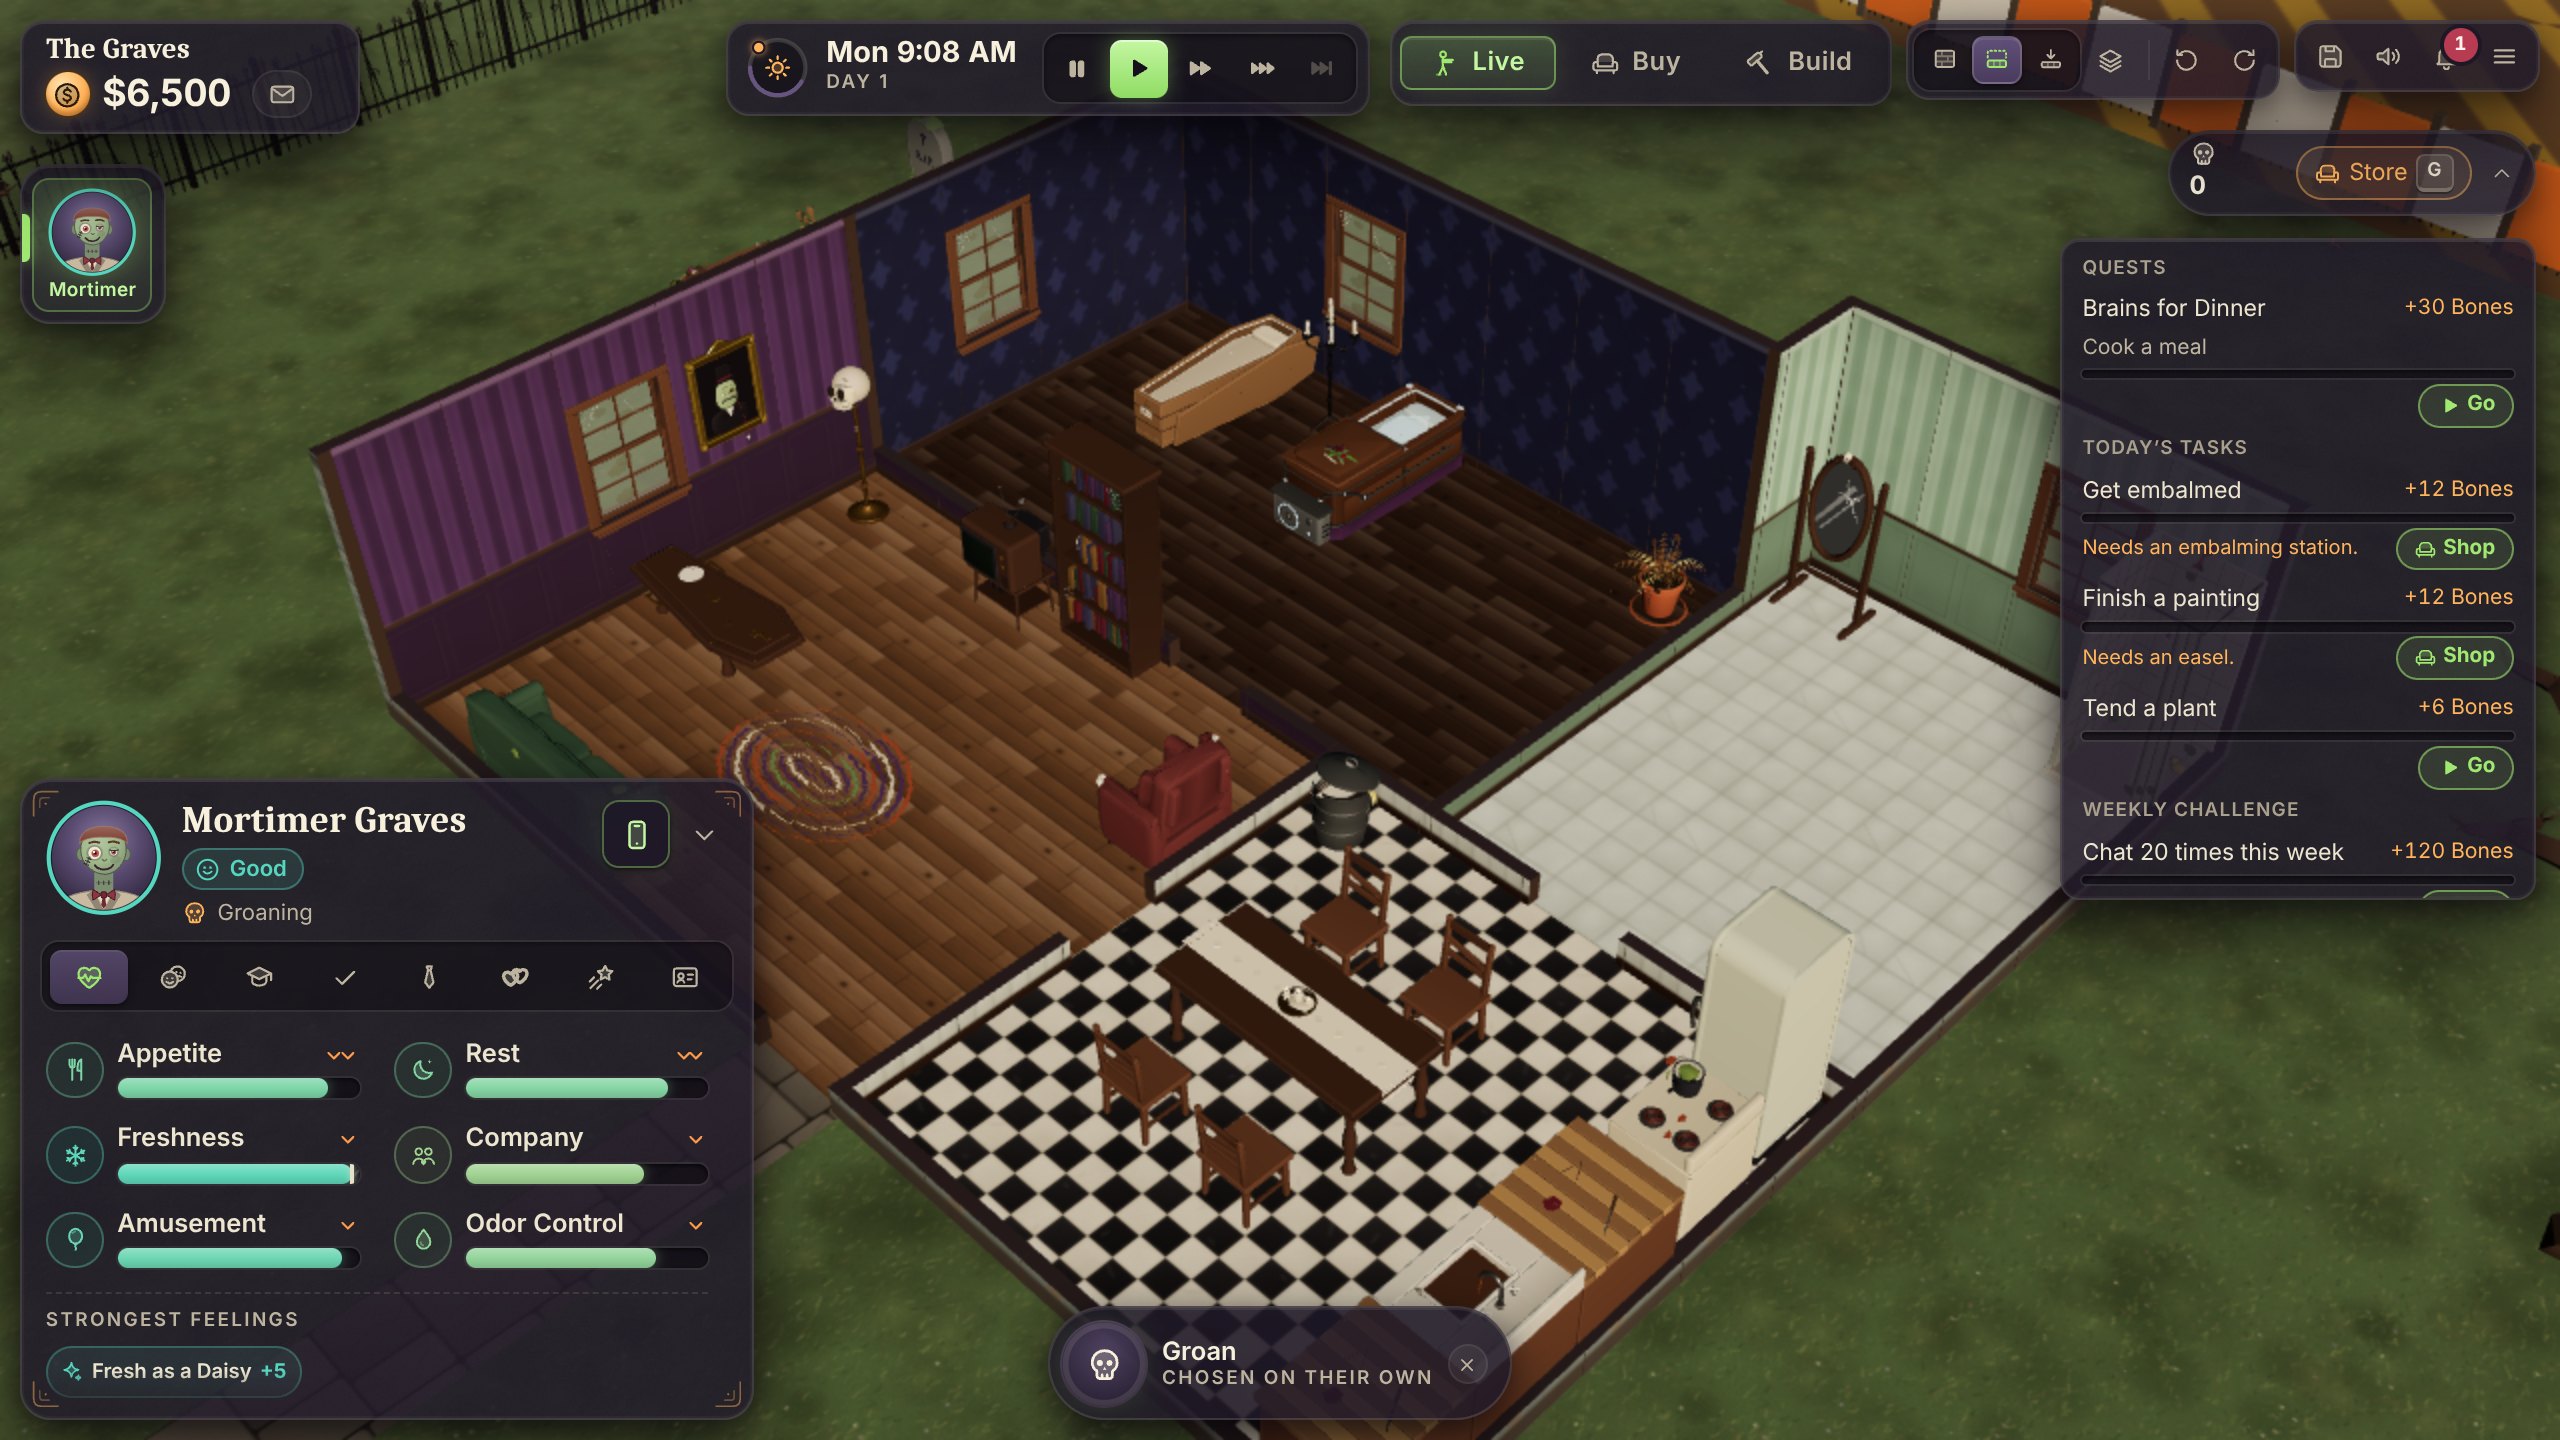 The Graves
$6,500
Mon 9:08 AM
DAY 1
Live
Buy
Build
1
0
Store G
Mortimer
QUESTS
Brains for Dinner +30 Bones
Cook a meal
Go
TODAY'S TASKS
Get embalmed +12 Bones
Needs an embalming station. Shop
Finish a painting +12 Bones
Needs an easel. Shop
Tend a plant +6 Bones
Go
WEEKLY CHALLENGE
Chat 20 times this week +120 Bones
Mortimer Graves
Good
Groaning
Appetite
Rest
Freshness
Company
Amusement
Odor Control
STRONGEST FEELINGS
Fresh as a Daisy +5
Groan
CHOSEN ON THEIR OWN